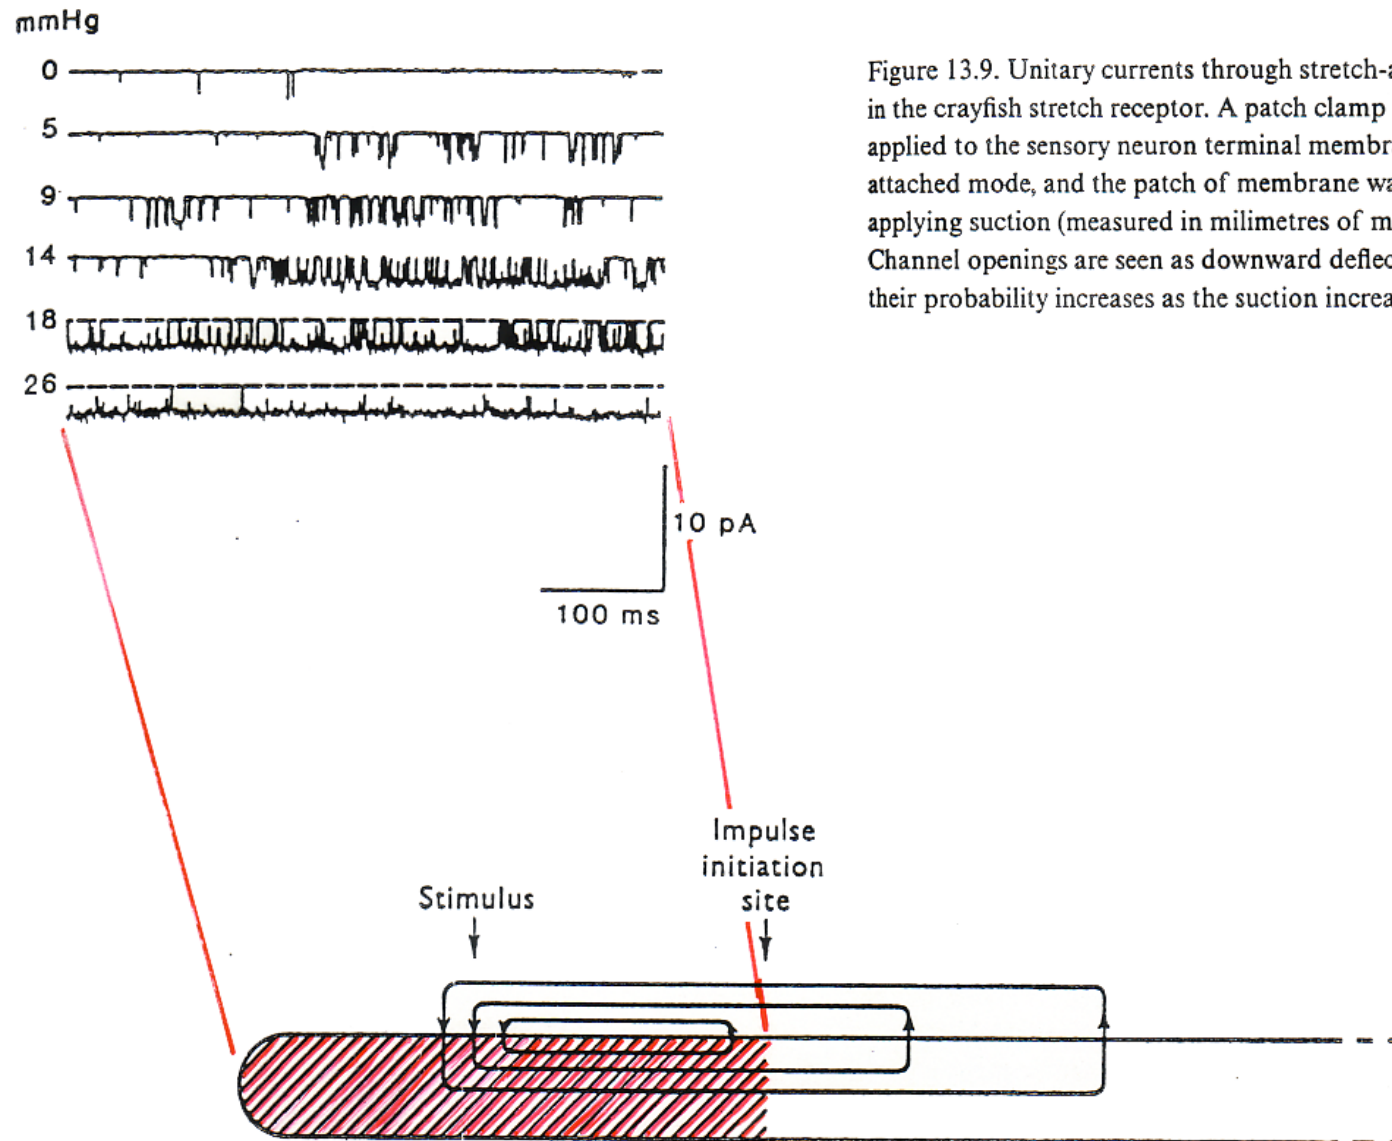 mmHg
0
5
9
14
18
26
10 pA
100 ms
Figure 13.9. Unitary currents through stretch-a
in the crayfish stretch receptor. A patch clamp
applied to the sensory neuron terminal membr
attached mode, and the patch of membrane wa
applying suction (measured in milimetres of m
Channel openings are seen as downward deflec
their probability increases as the suction increa
Stimulus
Impulse
initiation
site